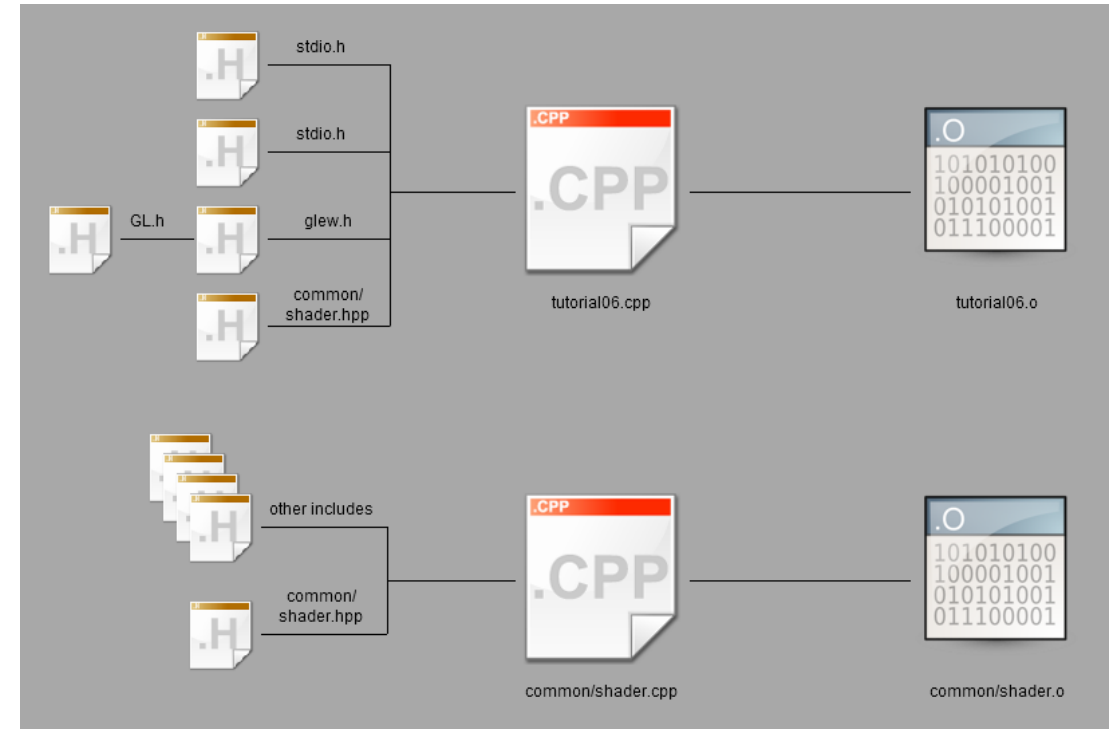 .H
stdio.h
.H
stdio.h
.H
GL.h
.H
glew.h
.H
common/
shader.hpp
.CPP
.CPP
tutorial06.cpp
.O
101010100
100001001
010101001
011100001
tutorial06.o
.H
other includes
.H
common/
shader.hpp
.CPP
.CPP
common/shader.cpp
.O
101010100
100001001
010101001
011100001
common/shader.o